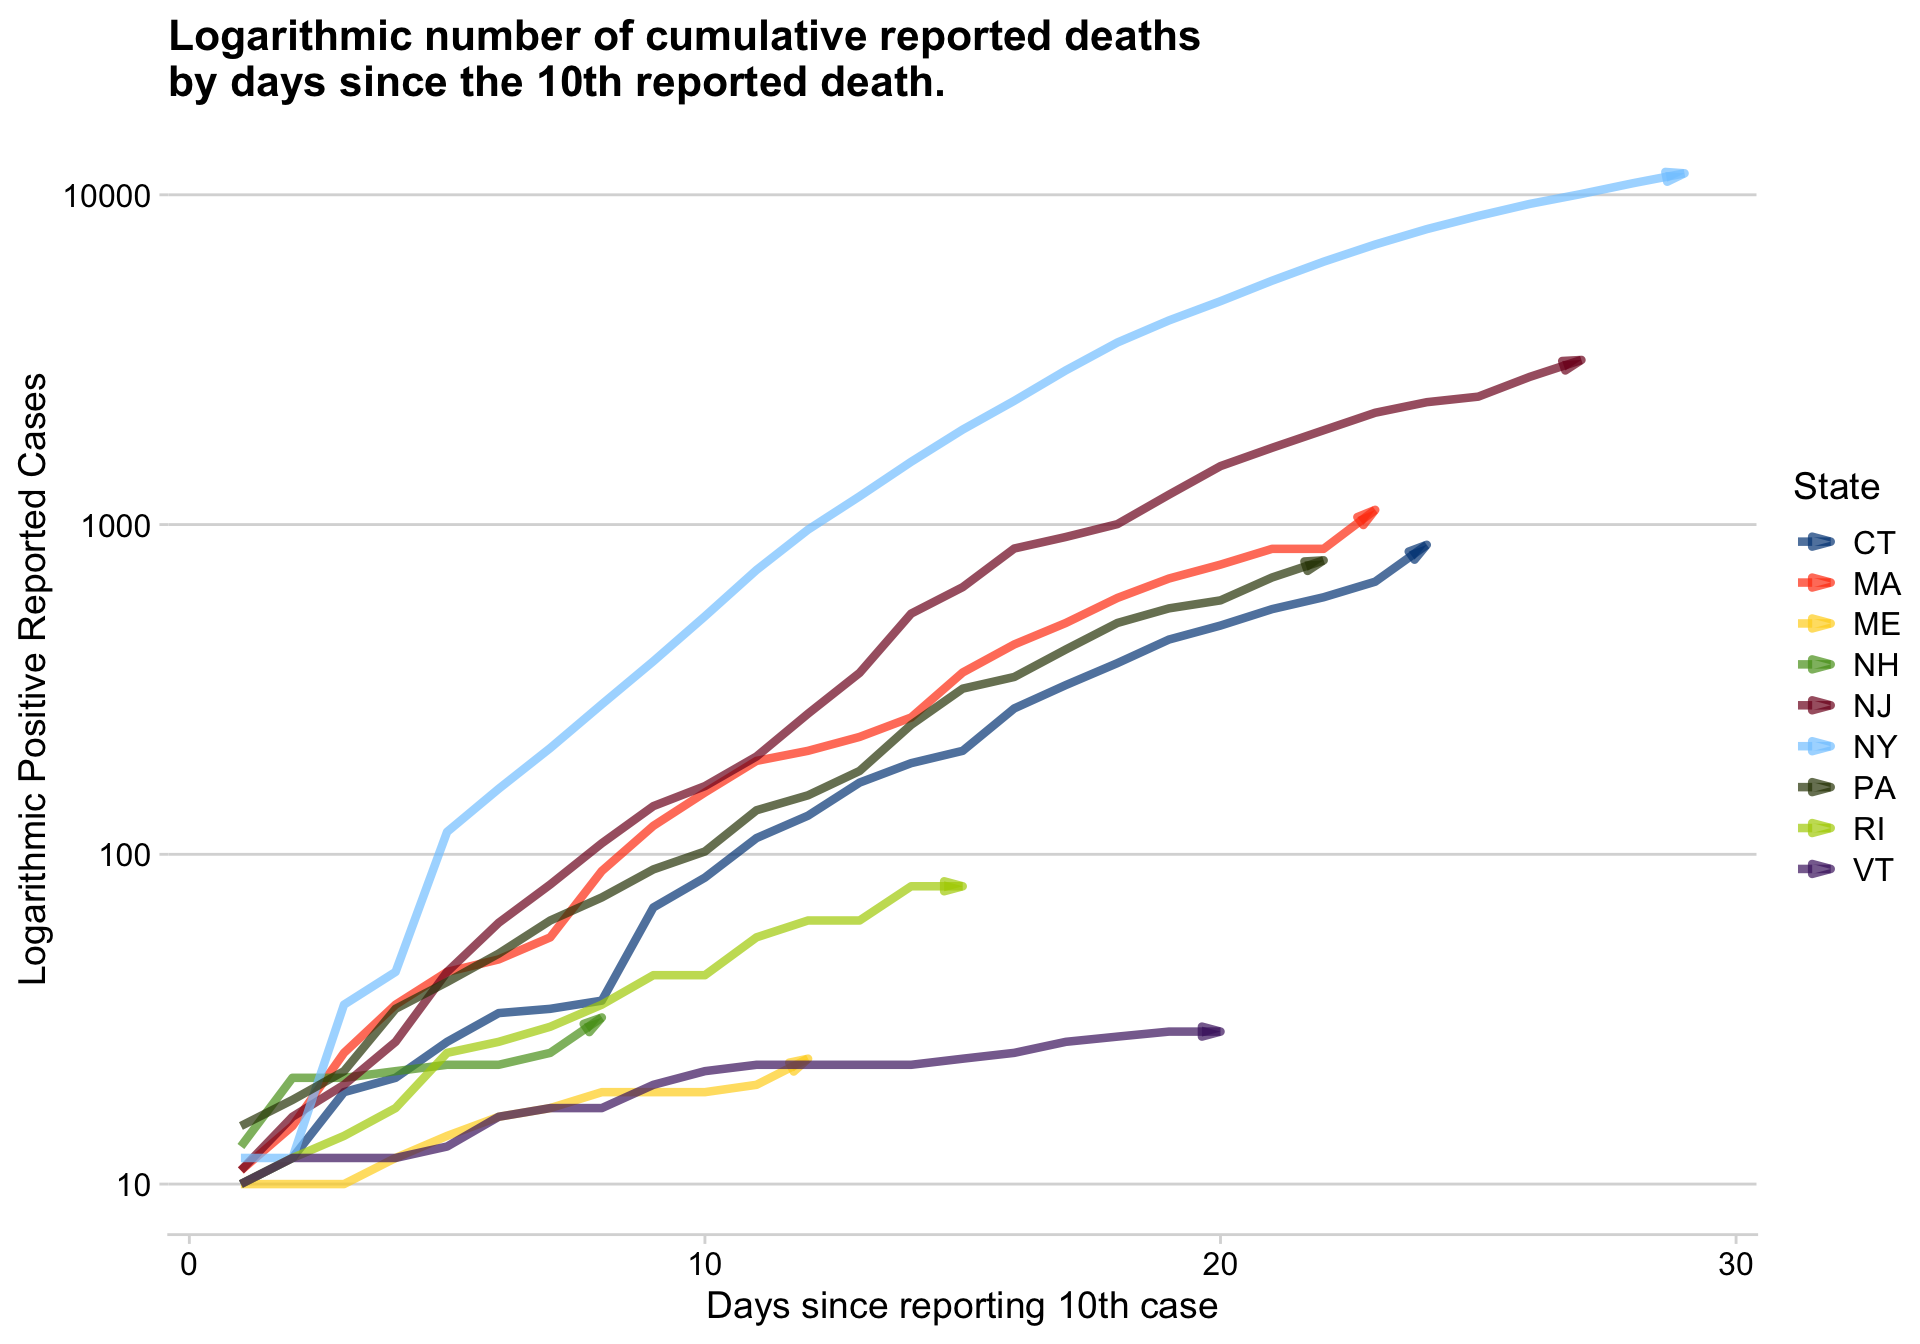 Logarithmic number of cumulative reported deaths
by days since the 10th reported death.
Logarithmic Positive Reported Cases
10000
1000
100
10
0
10
20
30
Days since reporting 10th case
State
CT
MA
ME
NH
NJ
NY
PA
RI
VT